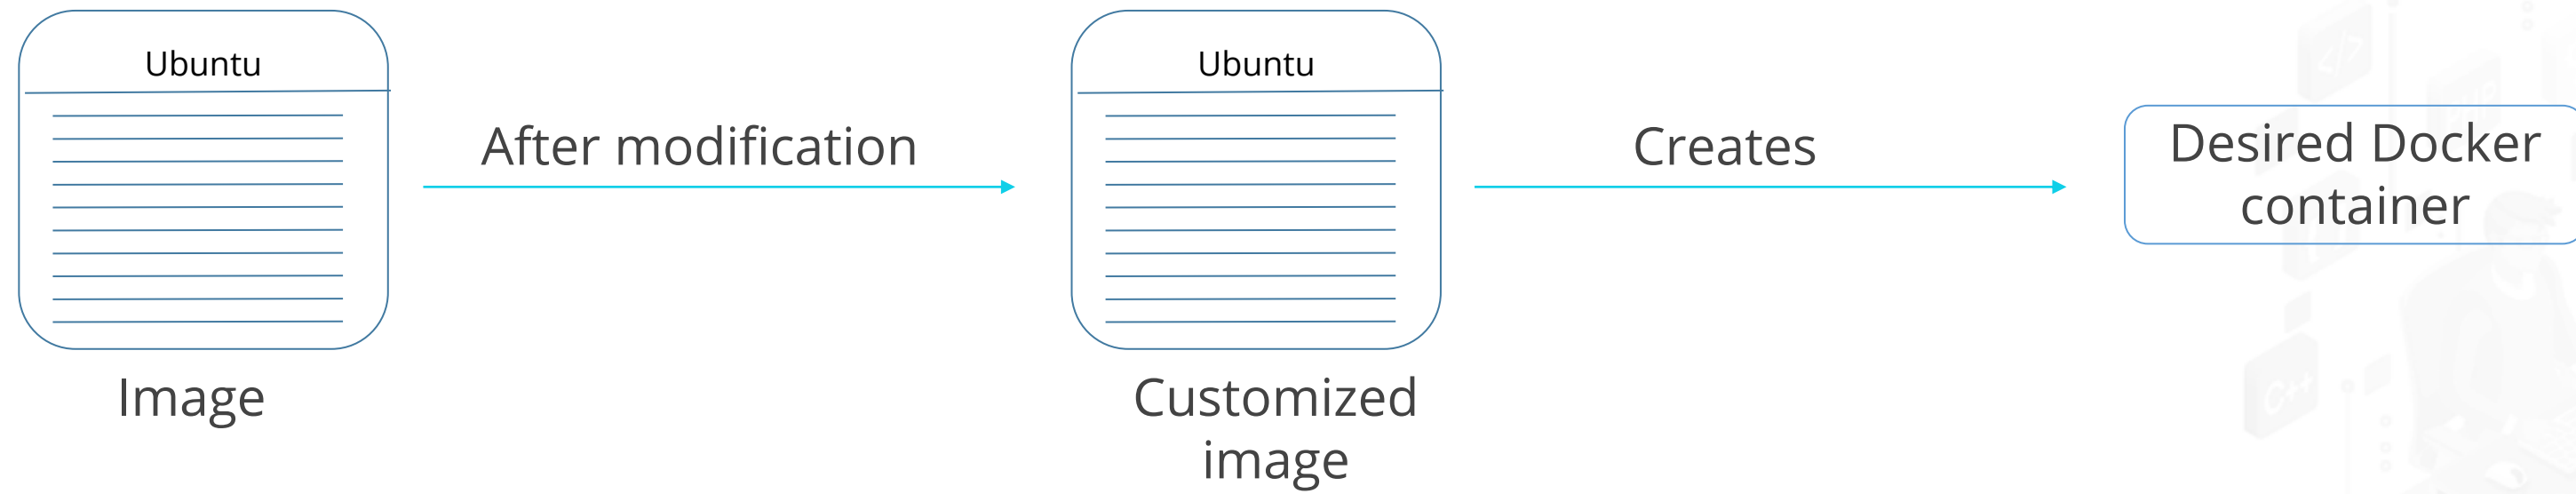 Ubuntu
Image
After modification
Ubuntu
Customized
image
Creates
Desired Docker
container
</>
C++